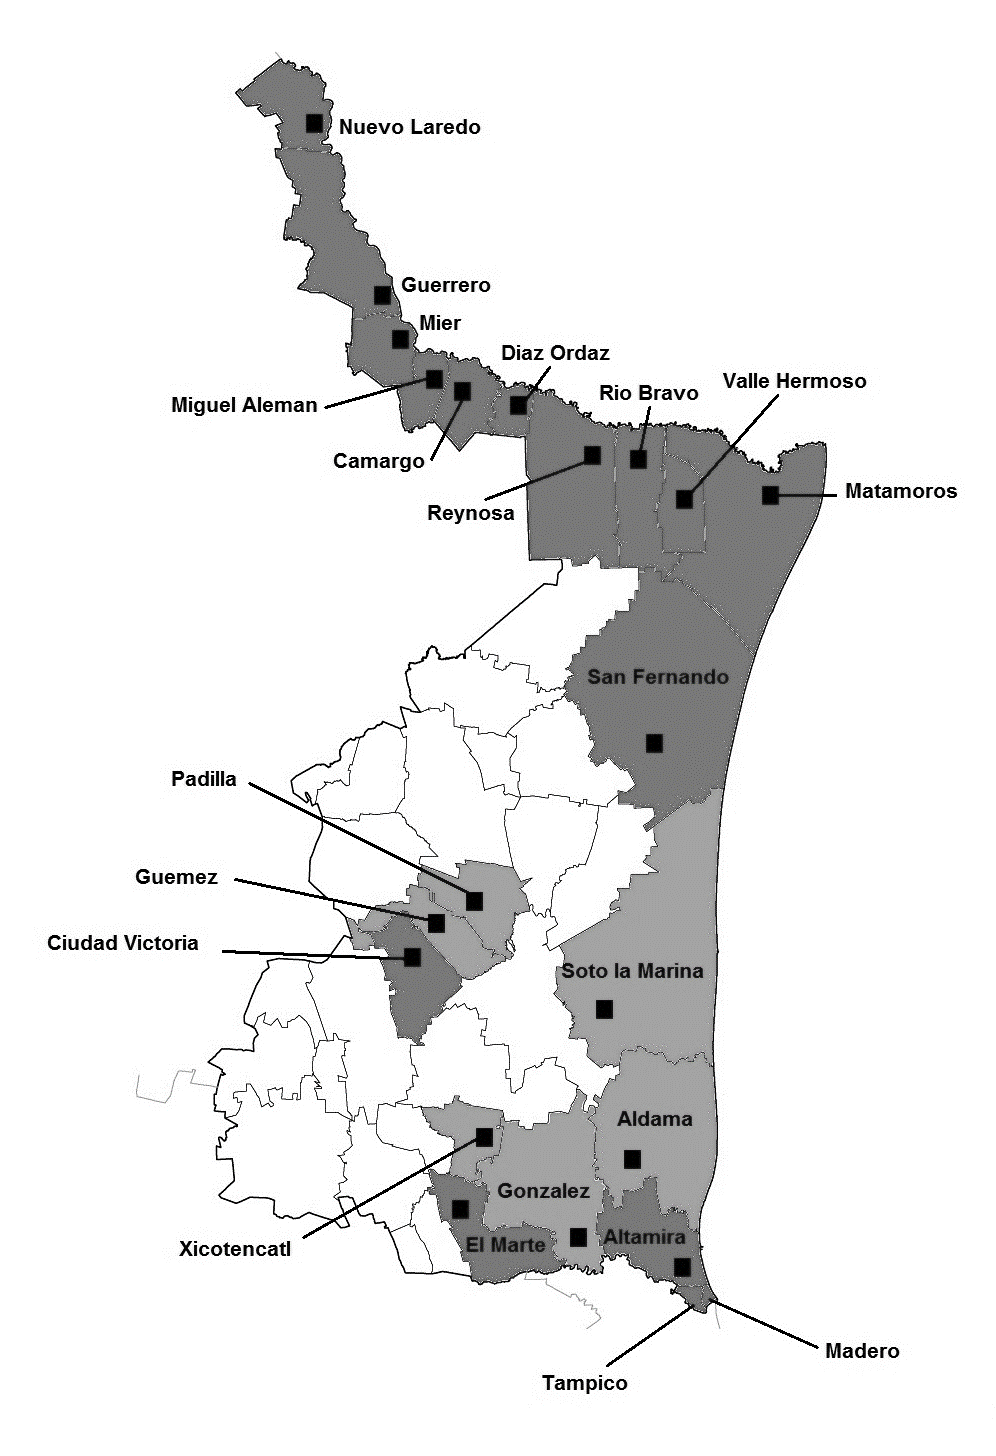 Nuevo Laredo
Guerrero
Mier
Diaz Ordaz
Valle Hermoso
Rio Bravo
Miguel Aleman
Camargo
Matamoros
Reynosa
San Fernando
Padilla
Guemez
Ciudad Victoria
Soto la Marina
Aldama
Gonzalez
Altamira
El Marte
Xicotencatl
Madero
Tampico